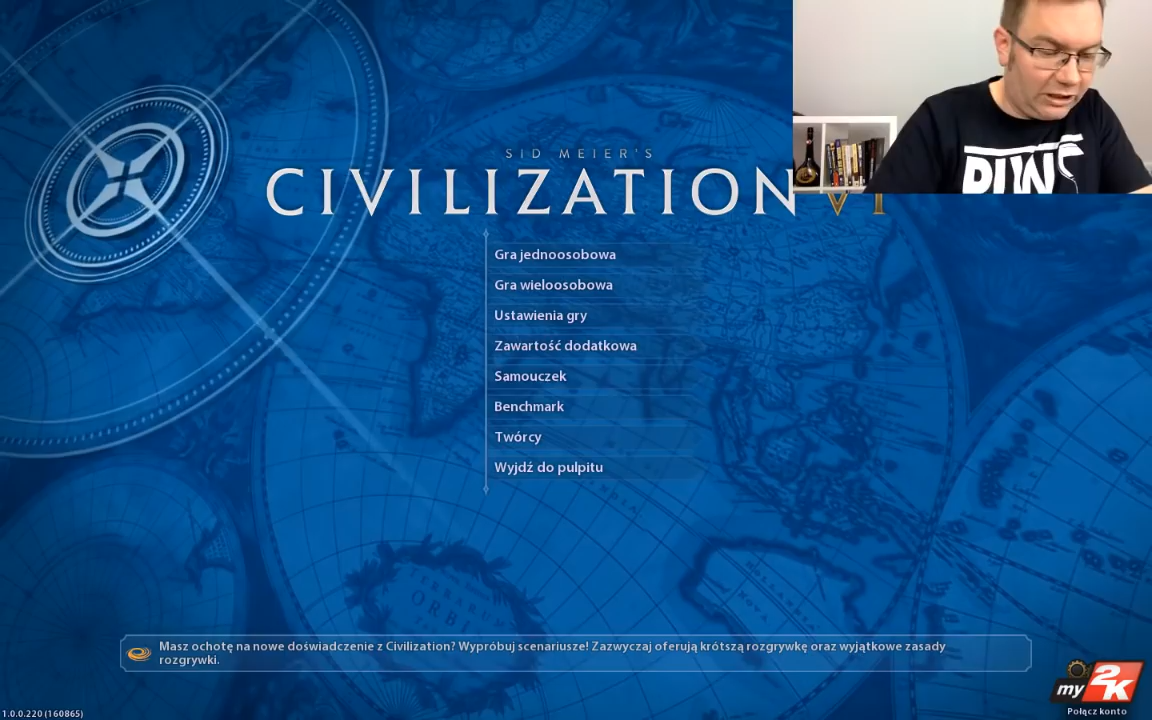 SID MEIER'S
CIVILIZATION VI
Gra jednoosobowa
Gra wieloosobowa
Ustawienia gry
Zawartość dodatkowa
Samouczek
Benchmark
Twórcy
Wyjdź do pulpitu
Masz ochotę na nowe doświadczenie z Civilization? Wypróbuj scenariusze! Zazwyczaj oferują krótszą rozgrywkę oraz wyjątkowe zasady
rozgrywki.
my2K
Połącz konto
1.0.0.220 (160865)